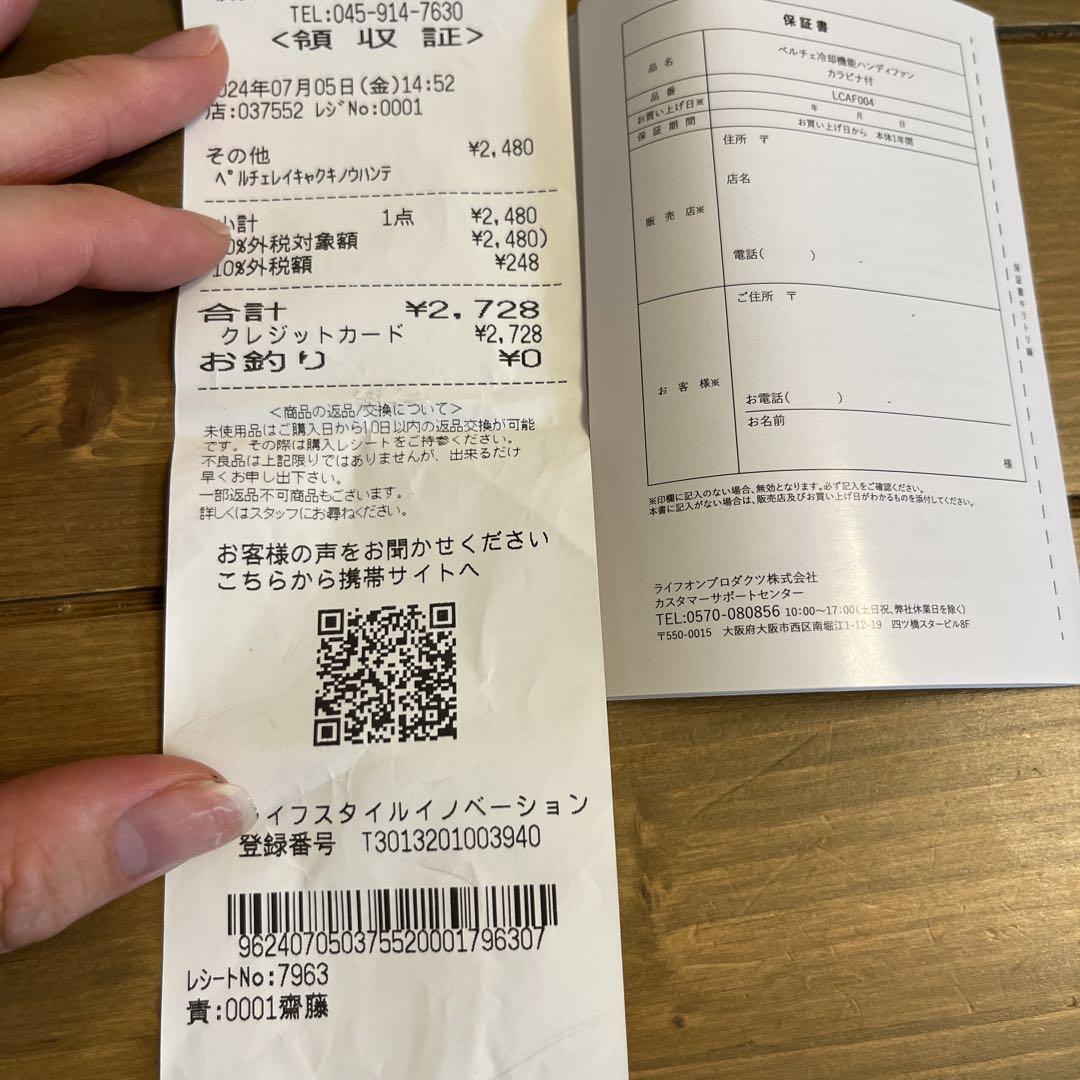 TEL:045-914-7630
<領 収 証>
024年07月05日(金)14:52
店:037552 レジNo:0001
その他 ¥2,480
ペルチェレイキャクキノウハンテ
小計 1点 ¥2,480
0%外税対象額 ¥2,480)
10%外税額 ¥248
合計 ¥2,728
クレジットカード ¥2,728
お釣り ¥0
<商品の返品/交換について>
未使用品はご購入日から10日以内の返品交換が可能
です。その際は購入レシートをご持参ください。
不良品は上記限りではありませんが、出来るだけ
早くお申し出下さい。
一部返品不可商品もございます。
詳しくはスタッフにお尋ねください。
お客様の声をお聞かせください
こちらから携帯サイトへ
ライフスタイルイノベーション
登録番号 T3013201003940
962407050375520001796307
レシートNo:7963
責:0001齋藤
保証書
品名 ペルチェ冷却機能ハンディファン
カラビナ付
品番 LCAF004
お買い上げ日※ 年 月 日
保証期間 お買い上げ日から 本体1年間
販売店※ 住所 〒
店名
電話( ) -
お客様※ ご住所 〒
お電話( ) -
お名前
様
※印欄に記入のない場合、無効となります。必ず記入をご確認ください。
本書に記入がない場合は、販売店及びお買い上げ日がわかるものを添付してください。
ライフオンプロダクツ株式会社
カスタマーサポートセンター
TEL:0570-080856 10:00〜17:00(土日祝、弊社休業日を除く)
〒550-0015 大阪府大阪市西区南堀江1-12-19 四ツ橋スタービル8F
保証書キリトリ線